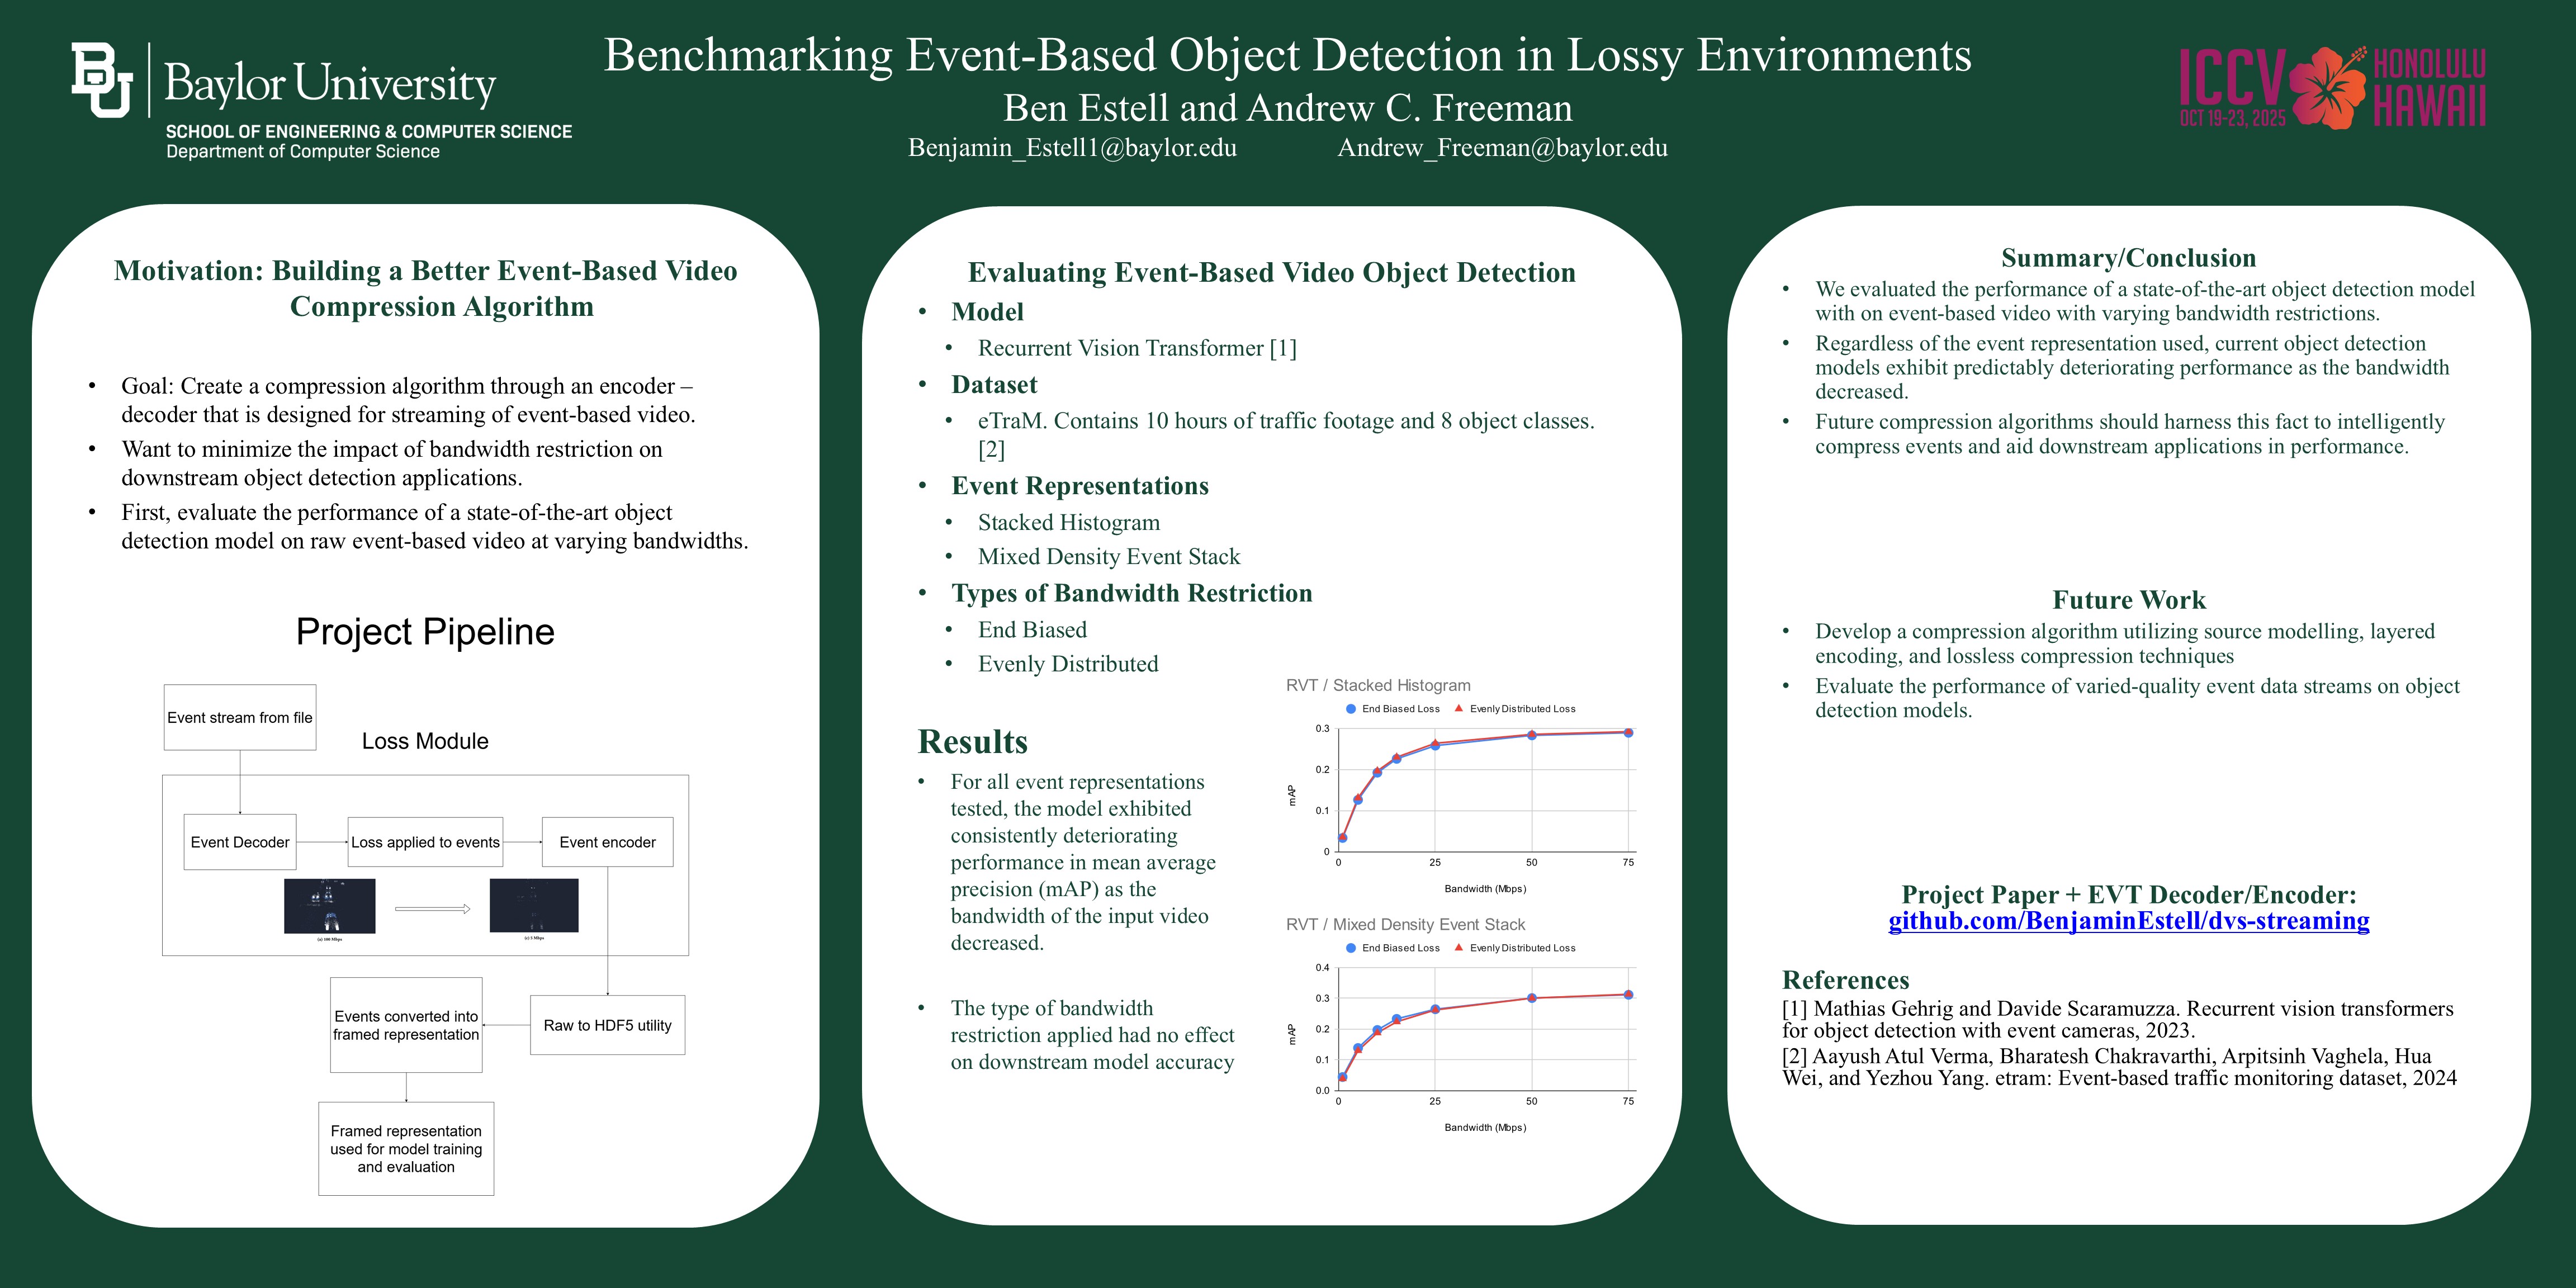 BU
Baylor University
SCHOOL OF ENGINEERING & COMPUTER SCIENCE
Department of Computer Science
Benchmarking Event-Based Object Detection in Lossy Environments
Ben Estell and Andrew C. Freeman
Benjamin_Estell1@baylor.edu Andrew_Freeman@baylor.edu
ICCV
OCT 19-23, 2025
HONOLULU
HAWAII
Motivation: Building a Better Event-Based Video
Compression Algorithm
• Goal: Create a compression algorithm through an encoder –
decoder that is designed for streaming of event-based video.
• Want to minimize the impact of bandwidth restriction on
downstream object detection applications.
• First, evaluate the performance of a state-of-the-art object
detection model on raw event-based video at varying bandwidths.
Project Pipeline
Event stream from file
Loss Module
Event Decoder
Loss applied to events
Event encoder
(a) 100 Mbps
(c) 5 Mbps
Events converted into
framed representation
Raw to HDF5 utility
Framed representation
used for model training
and evaluation
Evaluating Event-Based Video Object Detection
• Model
• Recurrent Vision Transformer [1]
• Dataset
• eTraM. Contains 10 hours of traffic footage and 8 object classes.
[2]
• Event Representations
• Stacked Histogram
• Mixed Density Event Stack
• Types of Bandwidth Restriction
• End Biased
• Evenly Distributed
Results
• For all event representations
tested, the model exhibited
consistently deteriorating
performance in mean average
precision (mAP) as the
bandwidth of the input video
decreased.
• The type of bandwidth
restriction applied had no effect
on downstream model accuracy
RVT / Stacked Histogram
End Biased Loss Evenly Distributed Loss
0.3
0.2
0.1
0
mAP
0 25 50 75
Bandwidth (Mbps)
RVT / Mixed Density Event Stack
End Biased Loss Evenly Distributed Loss
0.4
0.3
0.2
0.1
0.0
mAP
0 25 50 75
Bandwidth (Mbps)
Summary/Conclusion
• We evaluated the performance of a state-of-the-art object detection model
with on event-based video with varying bandwidth restrictions.
• Regardless of the event representation used, current object detection
models exhibit predictably deteriorating performance as the bandwidth
decreased.
• Future compression algorithms should harness this fact to intelligently
compress events and aid downstream applications in performance.
Future Work
• Develop a compression algorithm utilizing source modelling, layered
encoding, and lossless compression techniques
• Evaluate the performance of varied-quality event data streams on object
detection models.
Project Paper + EVT Decoder/Encoder:
github.com/BenjaminEstell/dvs-streaming
References
[1] Mathias Gehrig and Davide Scaramuzza. Recurrent vision transformers
for object detection with event cameras, 2023.
[2] Aayush Atul Verma, Bharatesh Chakravarthi, Arpitsinh Vaghela, Hua
Wei, and Yezhou Yang. etram: Event-based traffic monitoring dataset, 2024